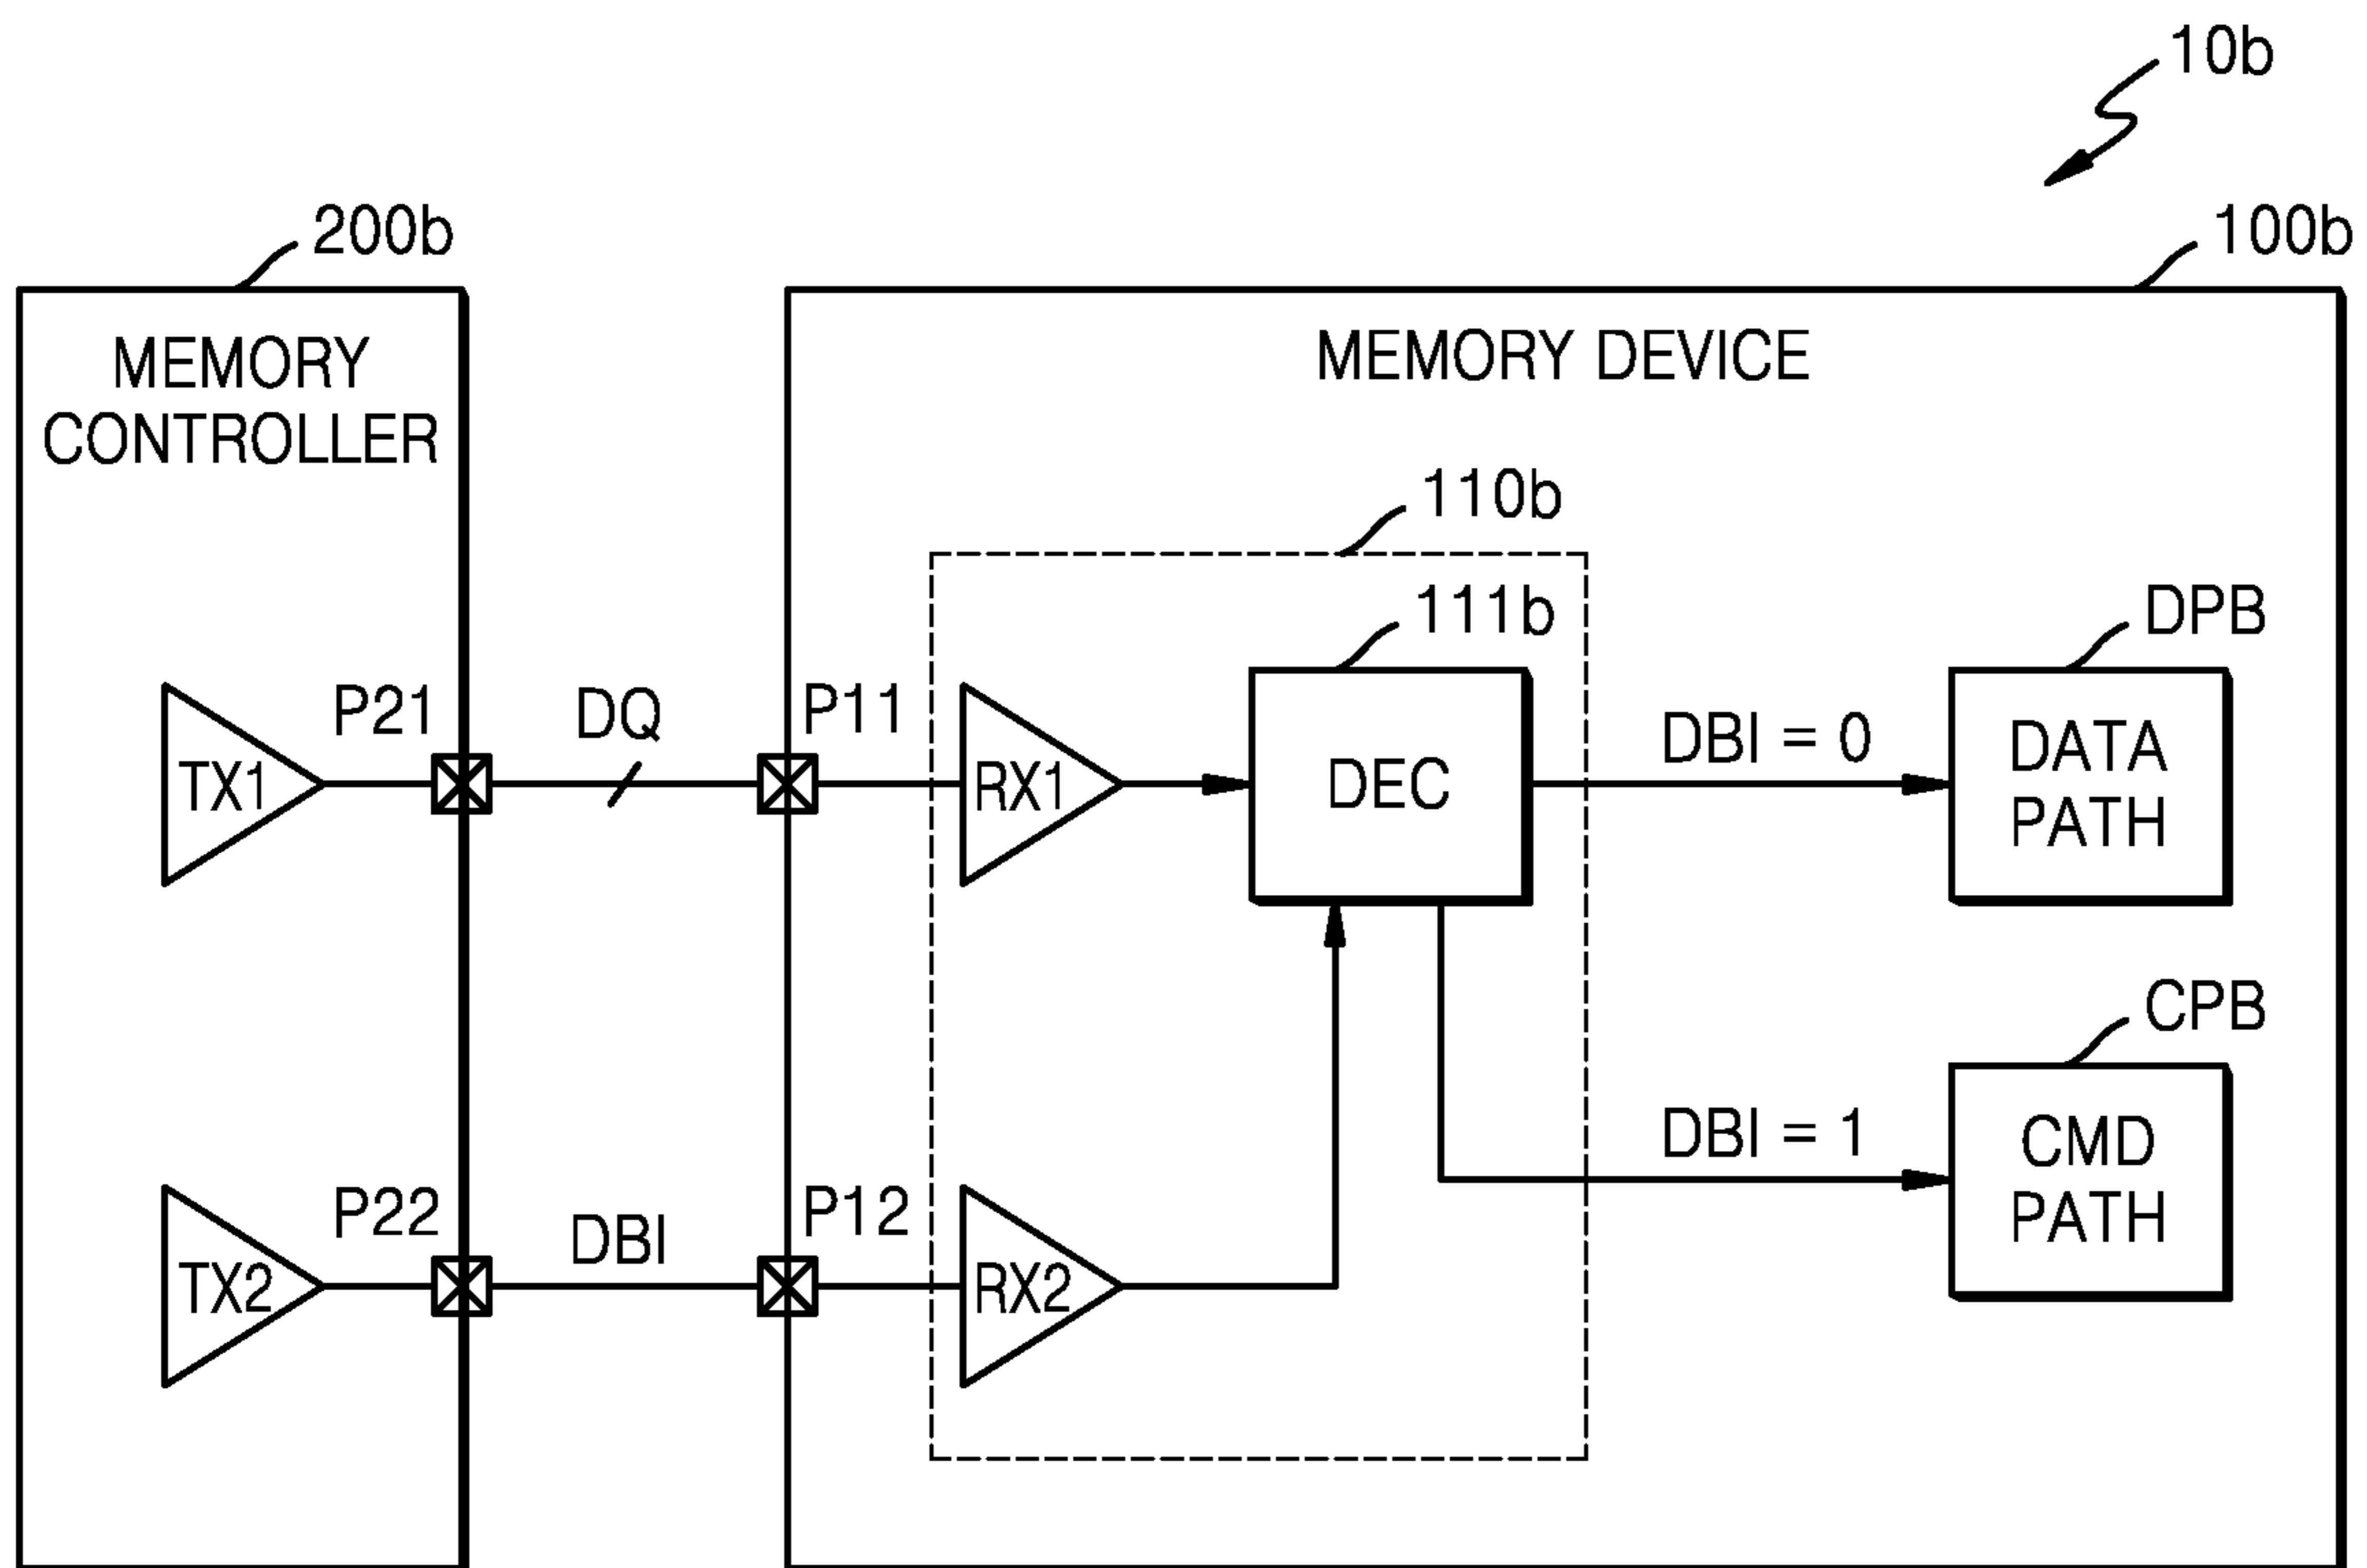 10b
200b
100b
MEMORY
CONTROLLER
MEMORY DEVICE
110b
111b
DPB
P21
DQ
P11
TX1
RX1
DEC
DBI = 0
DATA
PATH
CPB
DBI = 1
CMD
PATH
P22
DBI
P12
TX2
RX2